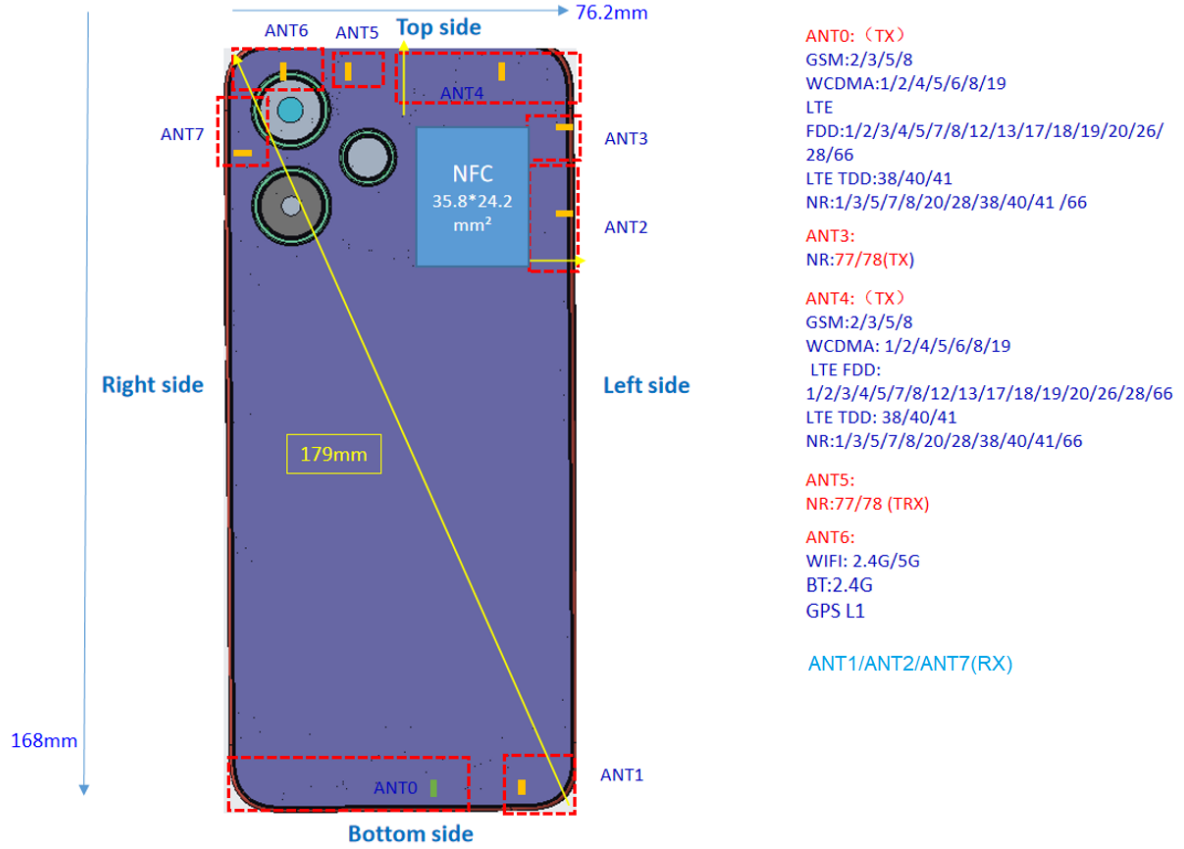 76.2mm
ANT6
ANT5
Top side
ANT4
ANT7
ANT3
NFC
35.8*24.2
mm²
ANT2
Right side
Left side
179mm
168mm
ANT0
ANT1
Bottom side
ANT0:（TX）
GSM:2/3/5/8
WCDMA:1/2/4/5/6/8/19
LTE
FDD:1/2/3/4/5/7/8/12/13/17/18/19/20/26/
28/66
LTE TDD:38/40/41
NR:1/3/5/7/8/20/28/38/40/41 /66
ANT3:
NR:77/78(TX)
ANT4:（TX）
GSM:2/3/5/8
WCDMA: 1/2/4/5/6/8/19
LTE FDD:
1/2/3/4/5/7/8/12/13/17/18/19/20/26/28/66
LTE TDD: 38/40/41
NR:1/3/5/7/8/20/28/38/40/41/66
ANT5:
NR:77/78 (TRX)
ANT6:
WIFI: 2.4G/5G
BT:2.4G
GPS L1
ANT1/ANT2/ANT7(RX)